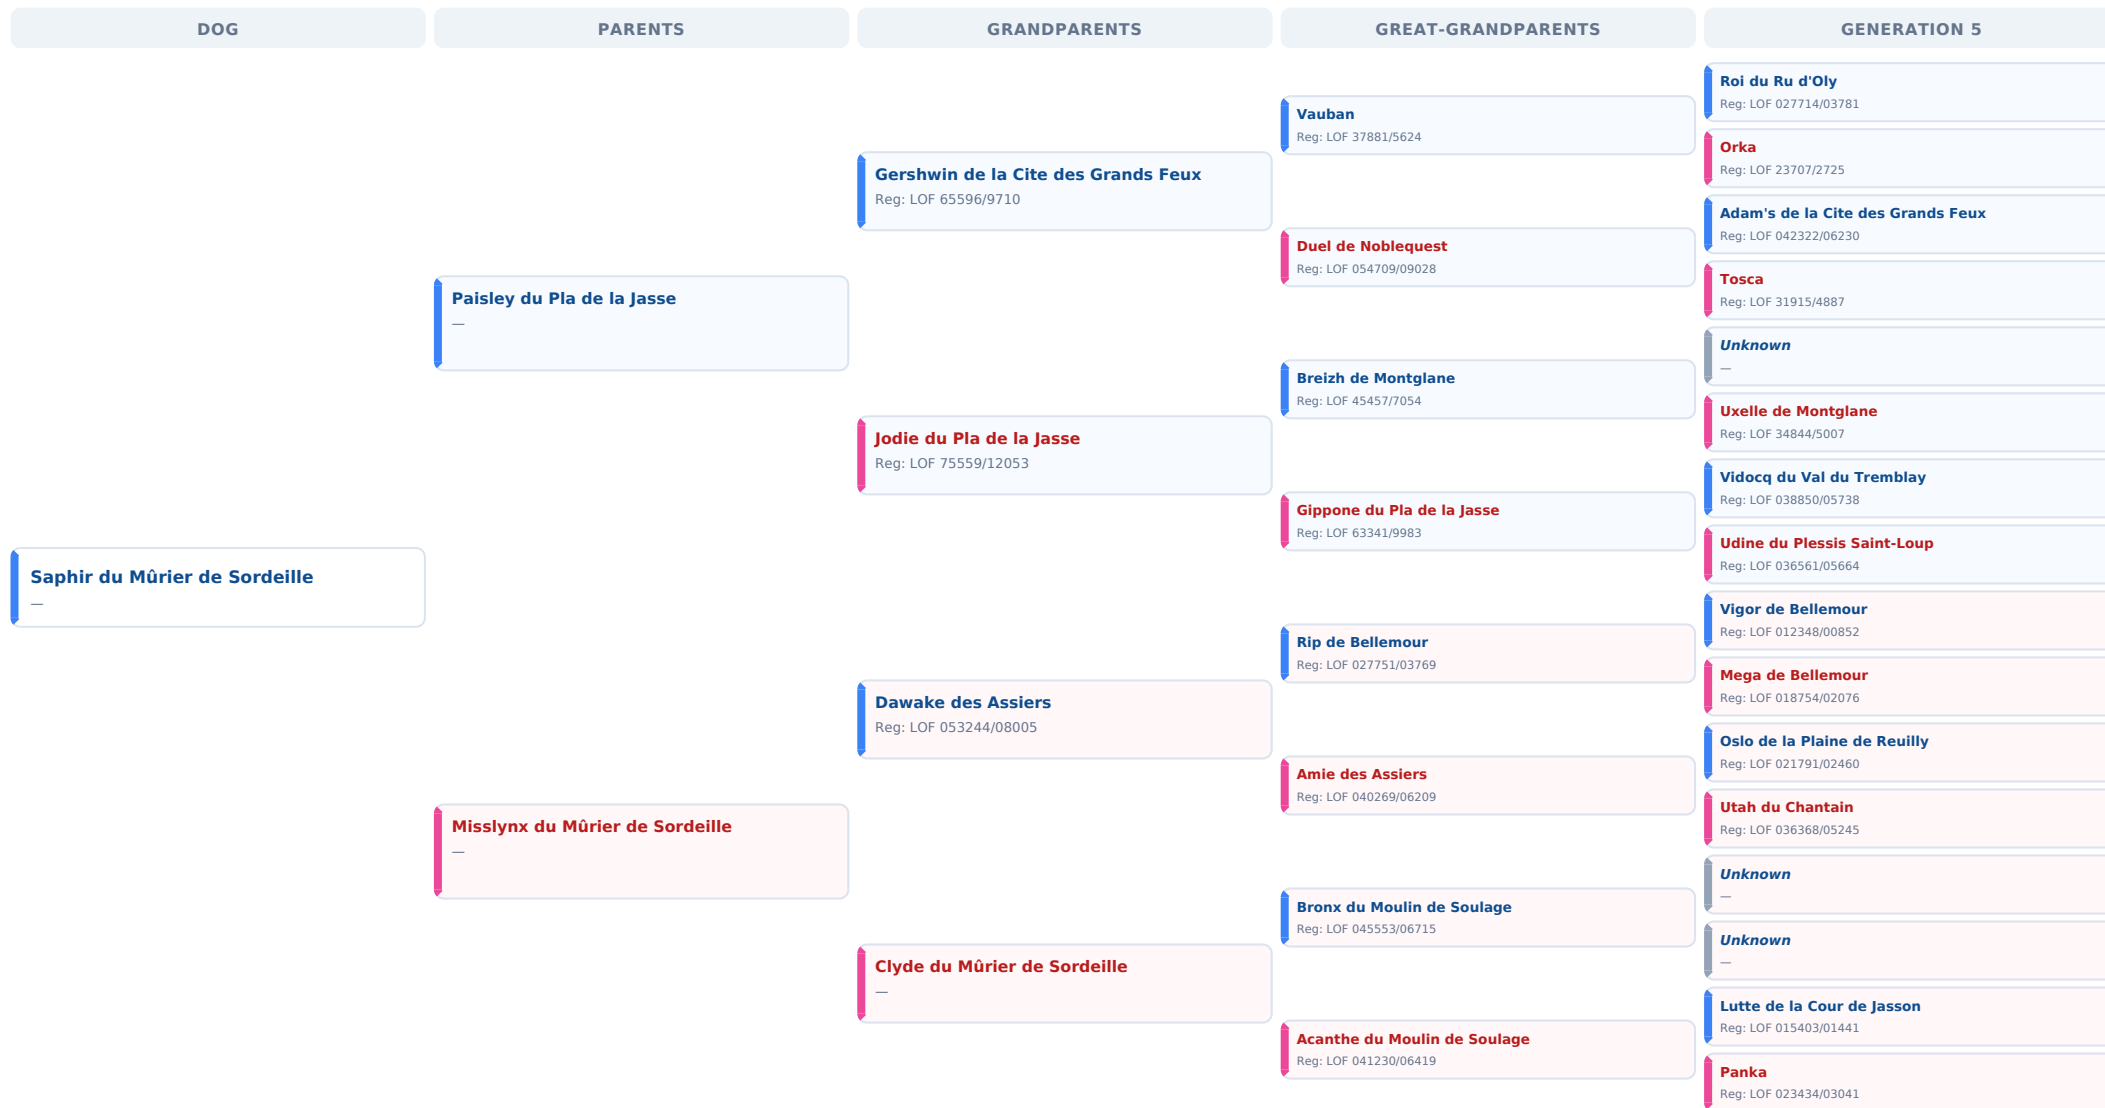 DOG
PARENTS
GRANDPARENTS
GREAT-GRANDPARENTS
GENERATION 5
Saphir du Mûrier de Sordeille
—
Paisley du Pla de la Jasse
—
Misslynx du Mûrier de Sordeille
—
Gershwin de la Cite des Grands Feux
Reg: LOF 65596/9710
Jodie du Pla de la Jasse
Reg: LOF 75559/12053
Dawake des Assiers
Reg: LOF 053244/08005
Clyde du Mûrier de Sordeille
—
Vauban
Reg: LOF 37881/5624
Duel de Noblequest
Reg: LOF 054709/09028
Breizh de Montglane
Reg: LOF 45457/7054
Gippone du Pla de la Jasse
Reg: LOF 63341/9983
Rip de Bellemour
Reg: LOF 027751/03769
Amie des Assiers
Reg: LOF 040269/06209
Bronx du Moulin de Soulage
Reg: LOF 045553/06715
Acanthe du Moulin de Soulage
Reg: LOF 041230/06419
Roi du Ru d'Oly
Reg: LOF 027714/03781
Orka
Reg: LOF 23707/2725
Adam's de la Cite des Grands Feux
Reg: LOF 042322/06230
Tosca
Reg: LOF 31915/4887
Unknown
—
Uxelle de Montglane
Reg: LOF 34844/5007
Vidocq du Val du Tremblay
Reg: LOF 038850/05738
Udine du Plessis Saint-Loup
Reg: LOF 036561/05664
Vigor de Bellemour
Reg: LOF 012348/00852
Mega de Bellemour
Reg: LOF 018754/02076
Oslo de la Plaine de Reuilly
Reg: LOF 021791/02460
Utah du Chantain
Reg: LOF 036368/05245
Unknown
—
Unknown
—
Lutte de la Cour de Jasson
Reg: LOF 015403/01441
Panka
Reg: LOF 023434/03041